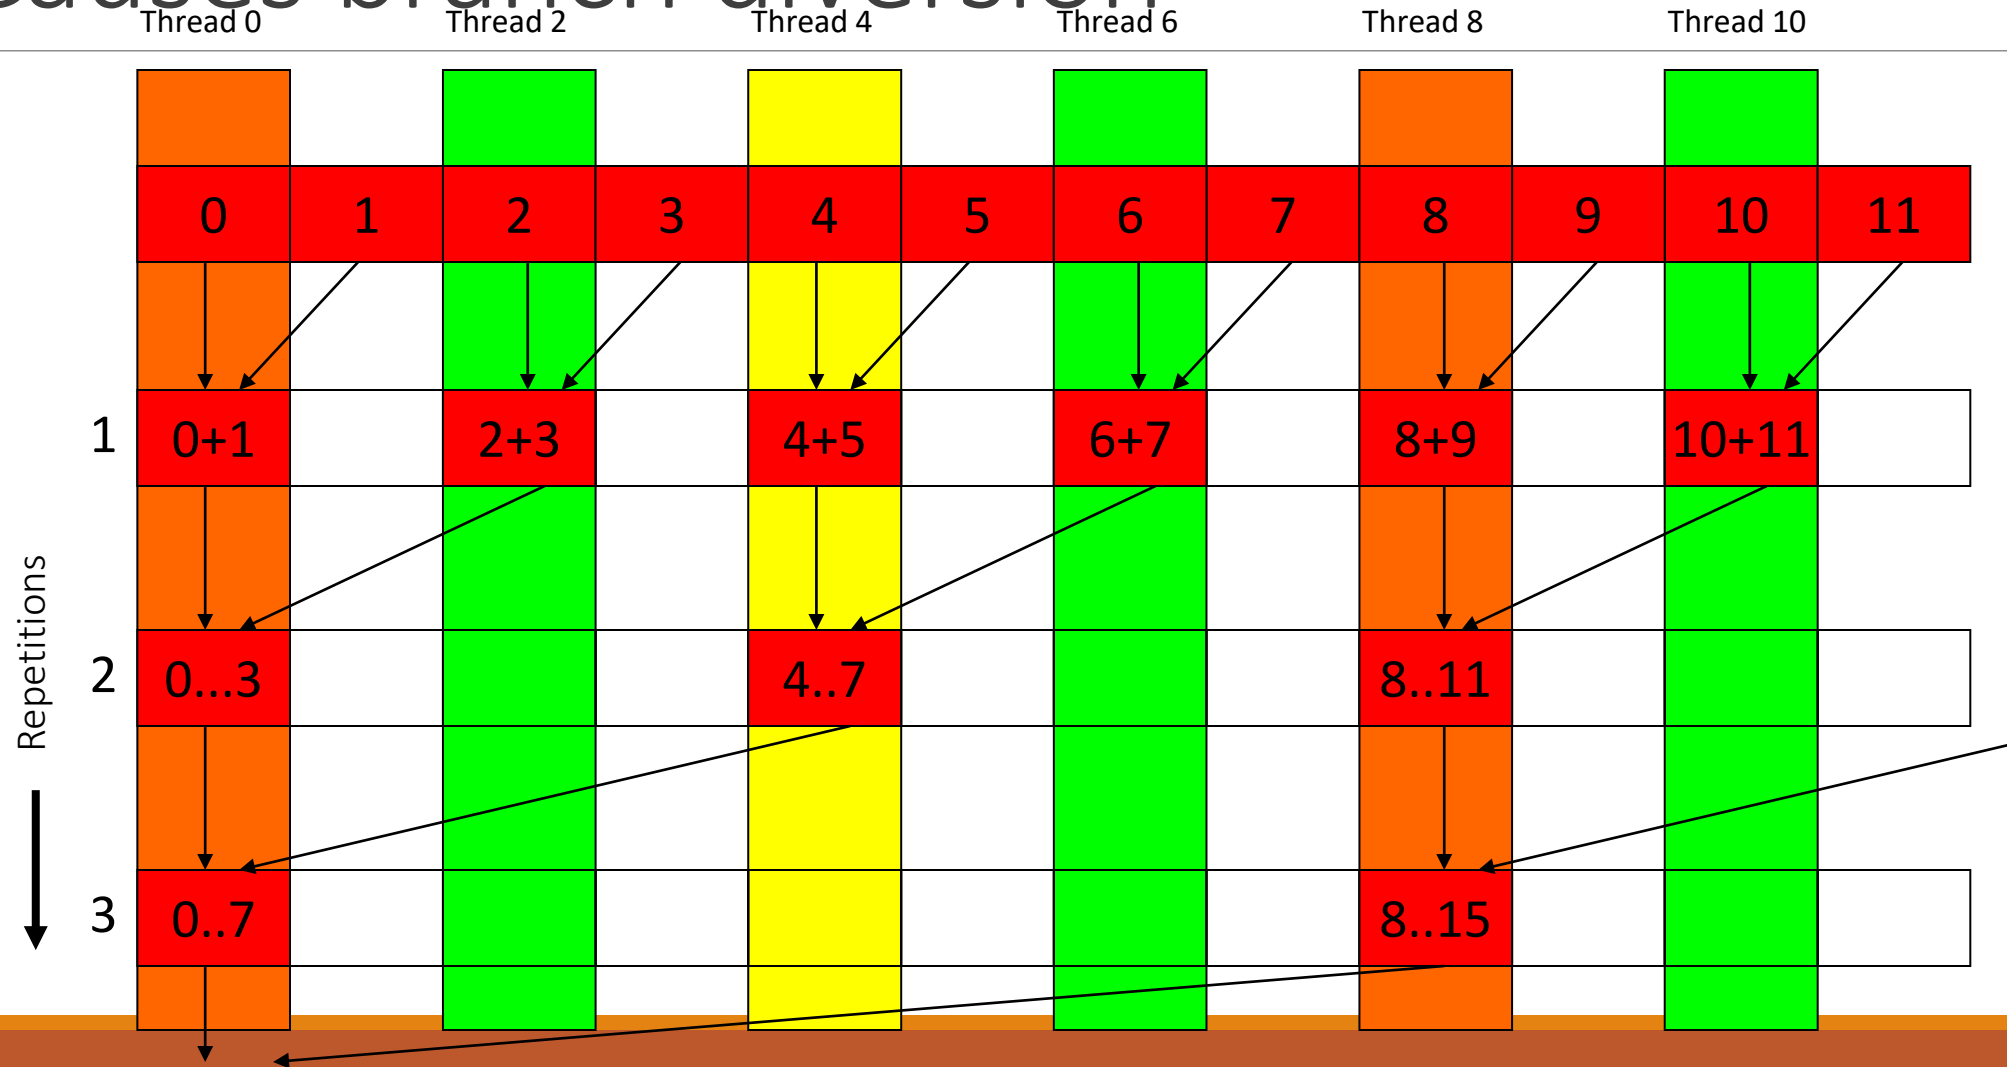 Thread 0 Thread 2 Thread 4 Thread 6 Thread 8 Thread 10
0 1 2 3 4 5 6 7 8 9 10 11
1 0+1 2+3 4+5 6+7 8+9 10+11
Repetitions
2 0...3 4..7 8..11
3 0..7 8..15